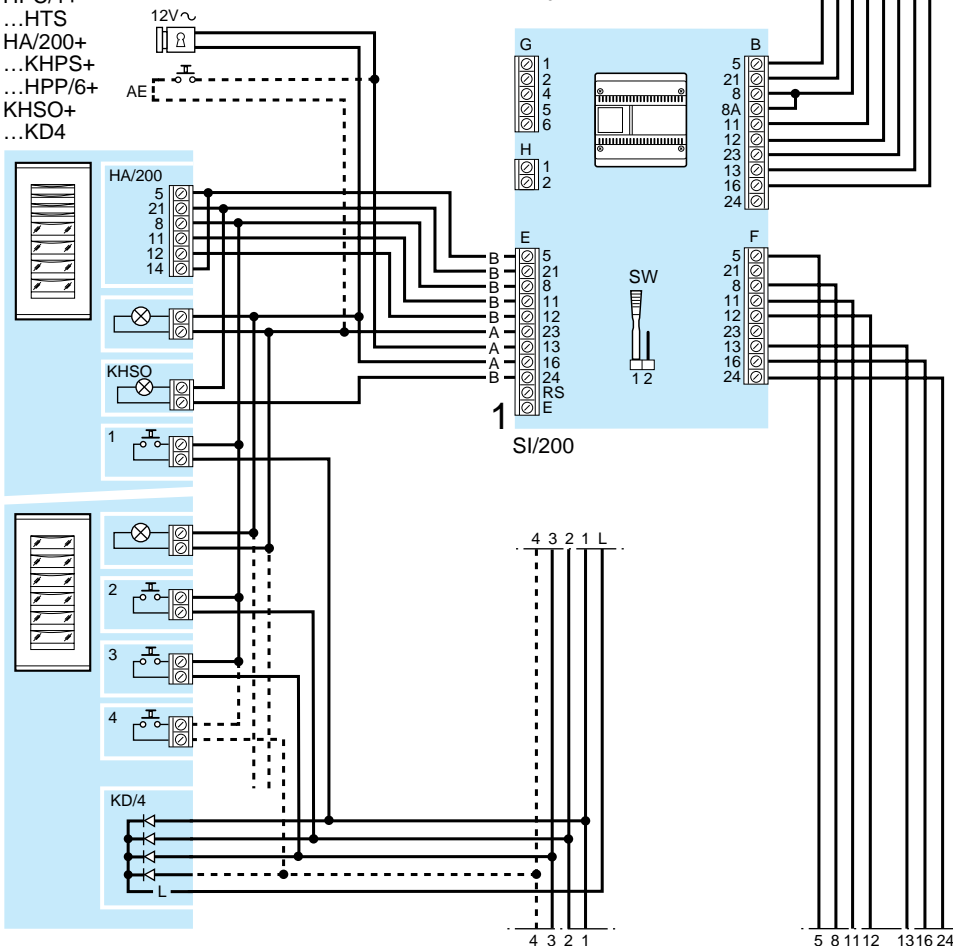 …HTS
HA/200+
…KHPS+
…HPP/6+
KHSO+
…KD4
12V~
AE
HA/200
5
21
8
11
12
14
KHSO
1
2
3
4
KD/4
L
G
1
2
4
5
6
H
1
2
E
5
21
8
11
12
23
13
16
24
RS
E
B
B
B
B
B
A
A
A
B
1
SI/200
SW
1 2
B
5
21
8
8A
11
12
23
13
16
24
F
5
21
8
11
12
23
13
16
24
4 3 2 1 L
4 3 2 1
5 8 11 12 13 16 24